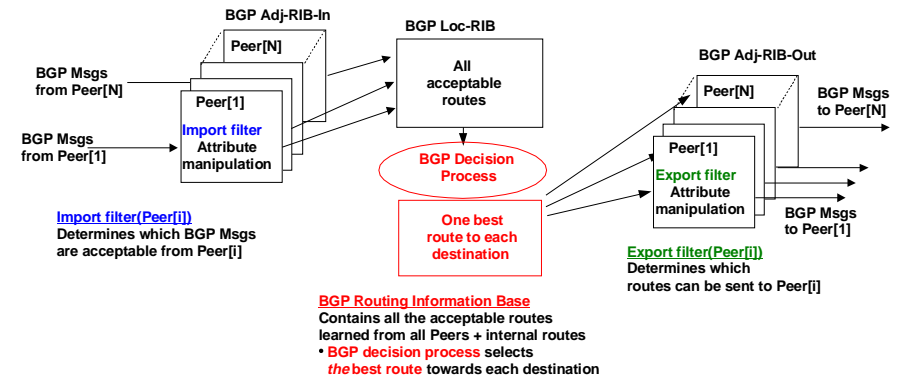 BGP Adj-RIB-In
Peer[N]
BGP Msgs
from Peer[N]
Peer[1]
Import filter
Attribute
manipulation
BGP Msgs
from Peer[1]
Import filter(Peer[i])
Determines which BGP Msgs
are acceptable from Peer[i]
BGP Loc-RIB
All
acceptable
routes
BGP Decision
Process
One best
route to each
destination
BGP Routing Information Base
Contains all the acceptable routes
learned from all Peers + internal routes
• BGP decision process selects
the best route towards each destination
BGP Adj-RIB-Out
Peer[N]
BGP Msgs
to Peer[N]
Peer[1]
Export filter
Attribute
manipulation
BGP Msgs
to Peer[1]
Export filter(Peer[i])
Determines which
routes can be sent to Peer[i]